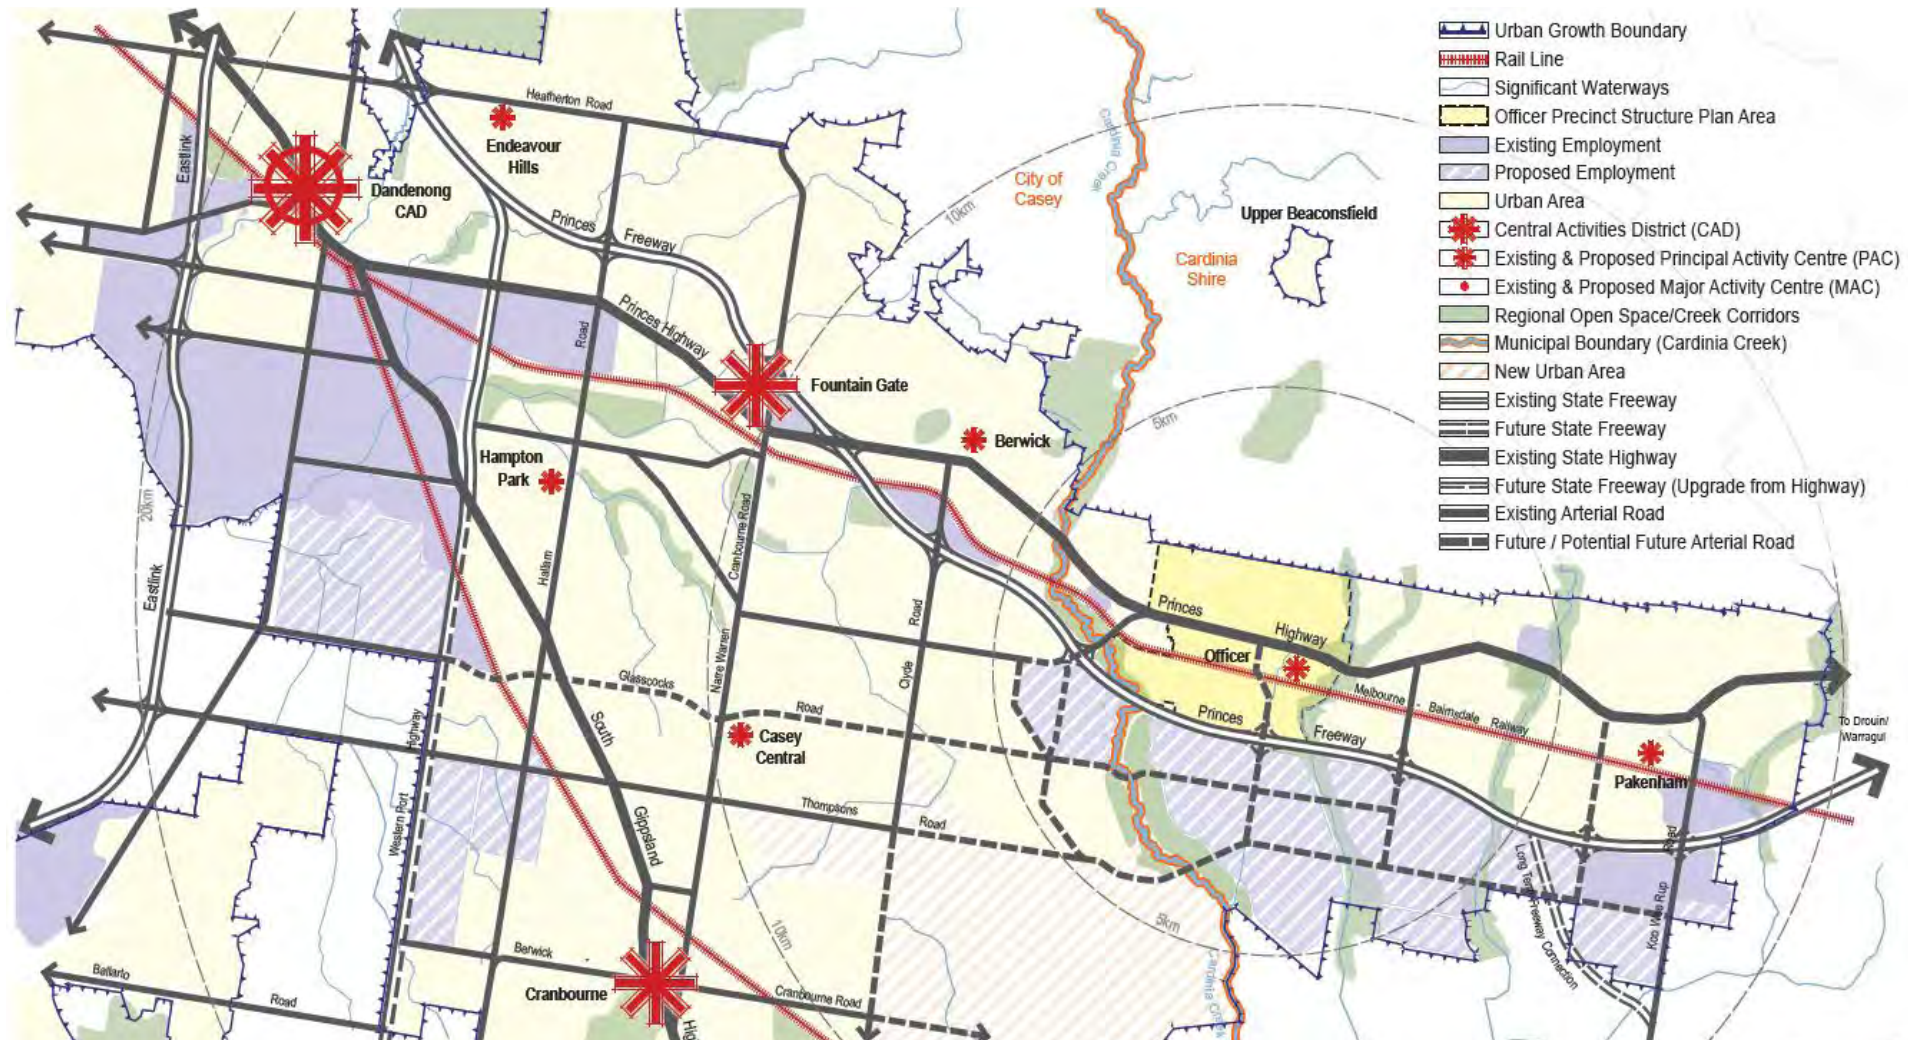 Urban Growth Boundary
Rail Line
Significant Waterways
Officer Precinct Structure Plan Area
Existing Employment
Proposed Employment
Urban Area
Central Activities District (CAD)
Existing & Proposed Principal Activity Centre (PAC)
Existing & Proposed Major Activity Centre (MAC)
Regional Open Space/Creek Corridors
Municipal Boundary (Cardinia Creek)
New Urban Area
Existing State Freeway
Future State Freeway
Existing State Highway
Future State Freeway (Upgrade from Highway)
Existing Arterial Road
Future / Potential Future Arterial Road
Heatherton Road
Eastlink
Endeavour
Hills
Dandenong
CAD
Princes
Freeway
City of
Casey
10km
Cardinia Creek
Upper Beaconsfield
Cardinia
Shire
Princes Highway
Road
Fountain Gate
Berwick
5km
Hampton
Park
20km
Cranbourne Road
Hallam
Eastlink
Road
Princes
Highway
Officer
Narre Warren
Clyde
Glasscocks
Road
Melbourne - Bairnsdale Railway
Princes
Freeway
Highway
South
Casey
Central
To Drouin/
Warragul
Pakenham
Western Port
Gippsland
Thompsons
Road
Road
Long Term Freeway Connection
Koo Wee Rup
10km
5km
Berwick
Ballarto
Road
Cranbourne
Cranbourne Road
Cardinia Creek
Hig